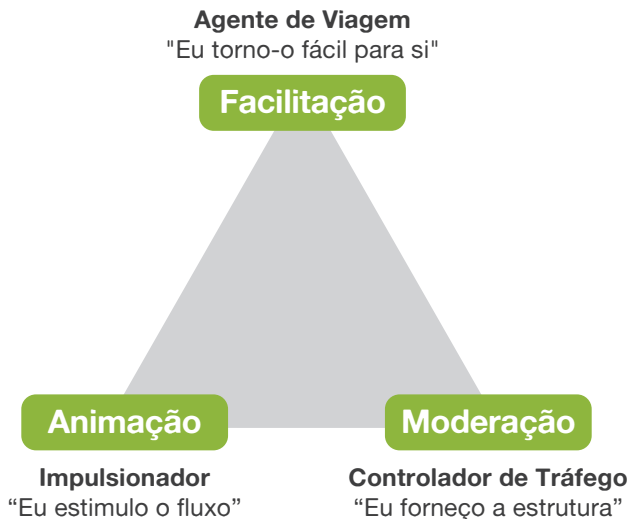 Agente de Viagem
"Eu torno-o fácil para si"
Facilitação
Animação
Impulsionador
“Eu estimulo o fluxo”
Moderação
Controlador de Tráfego
“Eu forneço a estrutura”